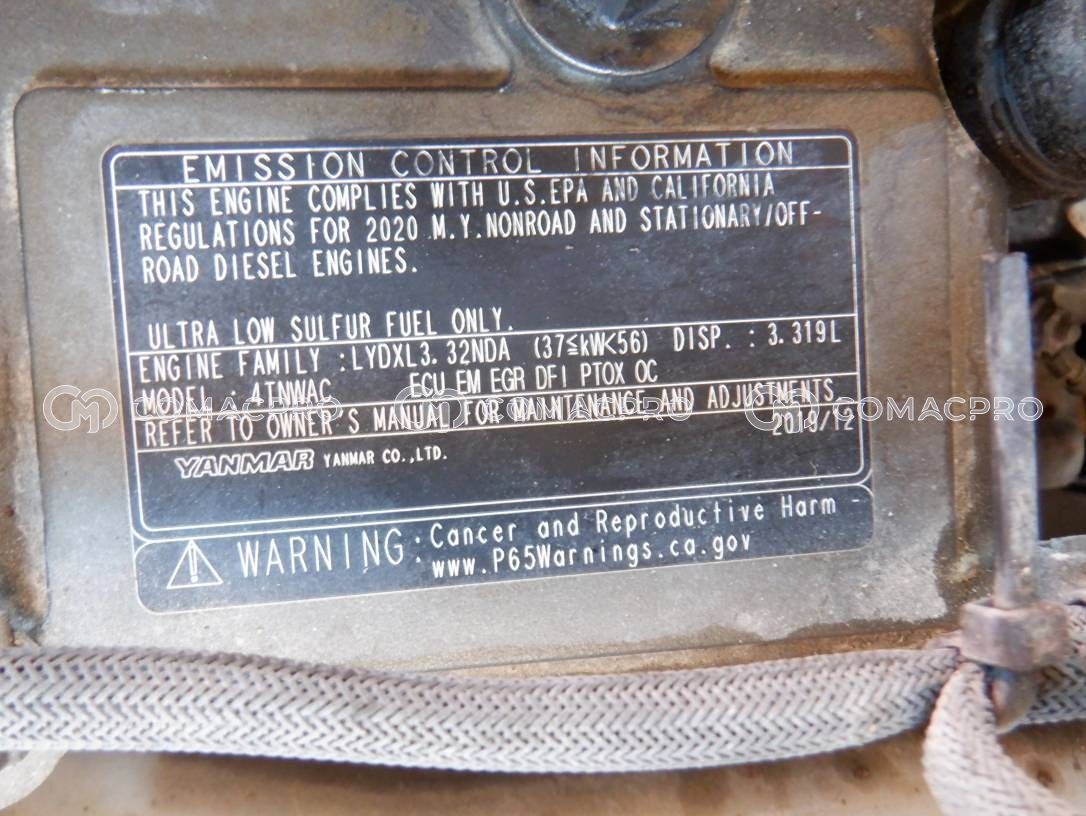 EMISSION CONTROL INFORMATION
THIS ENGINE COMPLIES WITH U.S.EPA AND CALIFORNIA
REGULATIONS FOR 2020 M.Y.NONROAD AND STATIONARY/OFF-
ROAD DIESEL ENGINES.
ULTRA LOW SULFUR FUEL ONLY.
ENGINE FAMILY :LYDXL3.32NDA (37≦kW<56) DISP. : 3.319L
MODEL : 4TNWAC ECU EM EGR DFI PTOX OC
COMACPRO COMACPRO COMACPRO
REFER TO OWNER'S MANUAL FOR MAINTENANCE AND ADJUSTMENTS.
2019/12
YANMAR YANMAR CO.,LTD.
WARNING:Cancer and Reproductive Harm
www.P65Warnings.ca.gov